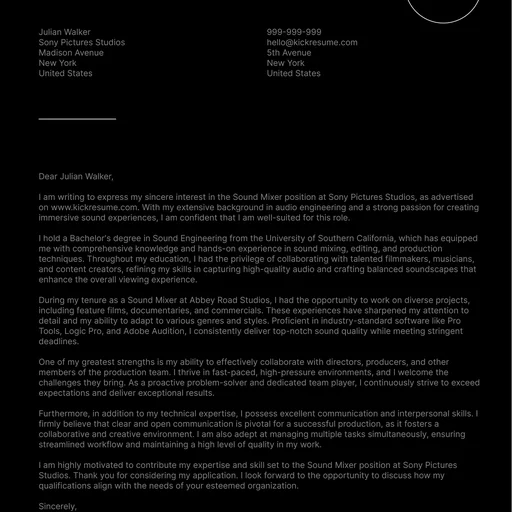 Julian Walker
Sony Pictures Studios
Madison Avenue
New York
United States
999-999-999
hello@kickresume.com
5th Avenue
New York
United States
Dear Julian Walker,
I am writing to express my sincere interest in the Sound Mixer position at Sony Pictures Studios, as advertised
on www.kickresume.com. With my extensive background in audio engineering and a strong passion for creating
immersive sound experiences, I am confident that I am well-suited for this role.
I hold a Bachelor's degree in Sound Engineering from the University of Southern California, which has equipped
me with comprehensive knowledge and hands-on experience in sound mixing, editing, and production
techniques. Throughout my education, I had the privilege of collaborating with talented filmmakers, musicians,
and content creators, refining my skills in capturing high-quality audio and crafting balanced soundscapes that
enhance the overall viewing experience.
During my tenure as a Sound Mixer at Abbey Road Studios, I had the opportunity to work on diverse projects,
including feature films, documentaries, and commercials. These experiences have sharpened my attention to
detail and my ability to adapt to various genres and styles. Proficient in industry-standard software like Pro
Tools, Logic Pro, and Adobe Audition, I consistently deliver top-notch sound quality while meeting stringent
deadlines.
One of my greatest strengths is my ability to effectively collaborate with directors, producers, and other
members of the production team. I thrive in fast-paced, high-pressure environments, and I welcome the
challenges they bring. As a proactive problem-solver and dedicated team player, I continuously strive to exceed
expectations and deliver exceptional results.
Furthermore, in addition to my technical expertise, I possess excellent communication and interpersonal skills. I
firmly believe that clear and open communication is pivotal for a successful production, as it fosters a
collaborative and creative environment. I am also adept at managing multiple tasks simultaneously, ensuring
streamlined workflow and maintaining a high level of quality in my work.
I am highly motivated to contribute my expertise and skill set to the Sound Mixer position at Sony Pictures
Studios. Thank you for considering my application. I look forward to the opportunity to discuss how my
qualifications align with the needs of your esteemed organization.
Sincerely,